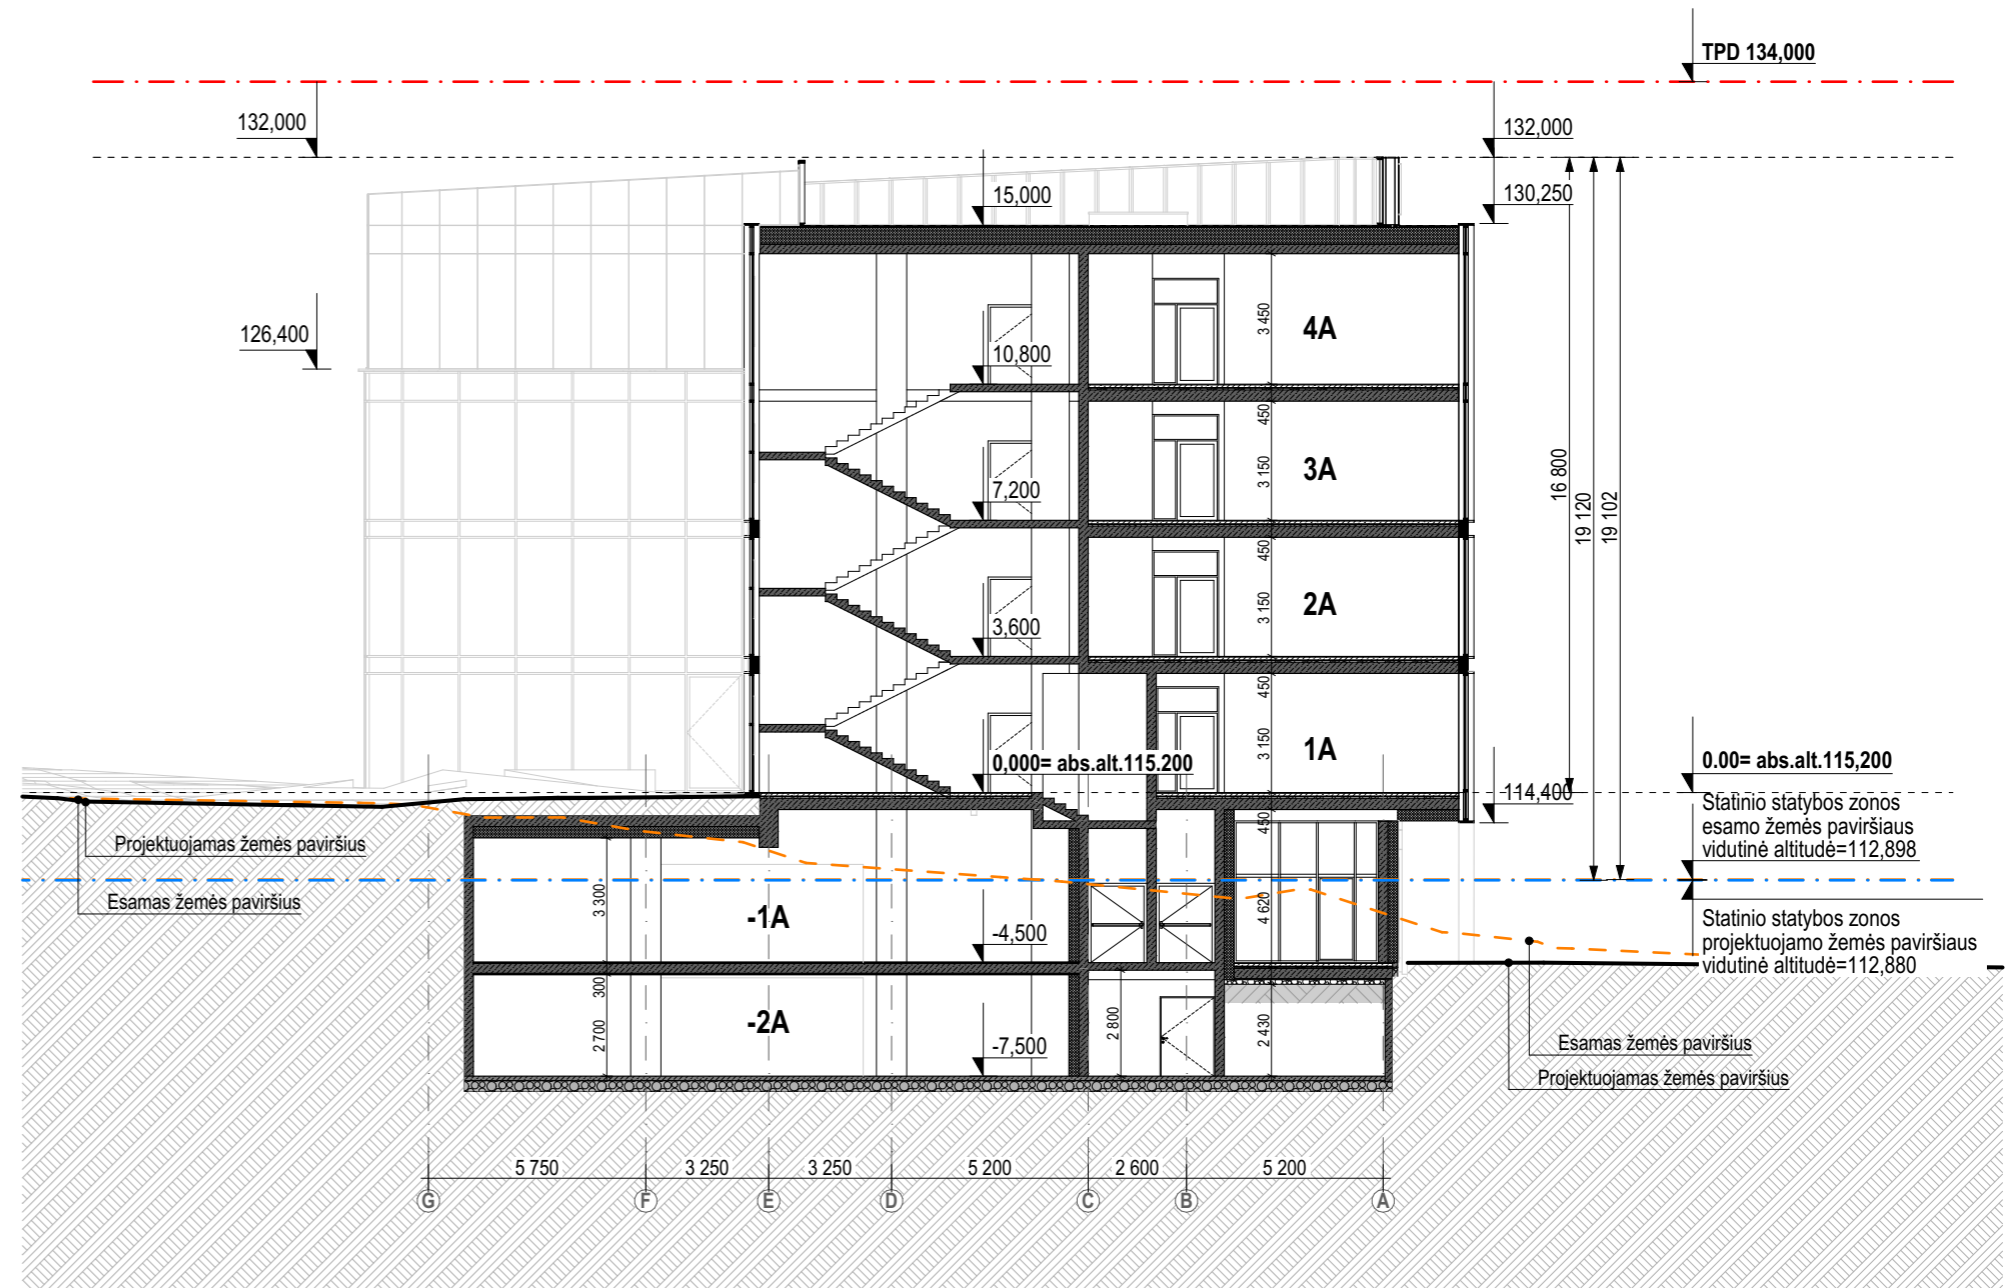 TPD 134,000
132,000
132,000
15,000
130,250
126,400
3 450
4A
10,800
450
3 150
3A
7,200
16 800
19 120
19 102
450
3 150
2A
3,600
450
3 150
1A
0,000= abs.alt.115.200
0.00= abs.alt.115,200
114,400
Statinio statybos zonos
esamo žemės paviršiaus
vidutinė altitudė=112,898
450
Projektuojamas žemės paviršius
Esamas žemės paviršius
3 300
-1A
-4,500
4 620
Statinio statybos zonos
projektuojamo žemės paviršiaus
vidutinė altitudė=112,880
300
2 700
-2A
-7,500
2 800
2 430
Esamas žemės paviršius
Projektuojamas žemės paviršius
5 750
3 250
3 250
5 200
2 600
5 200
G
F
E
D
C
B
A